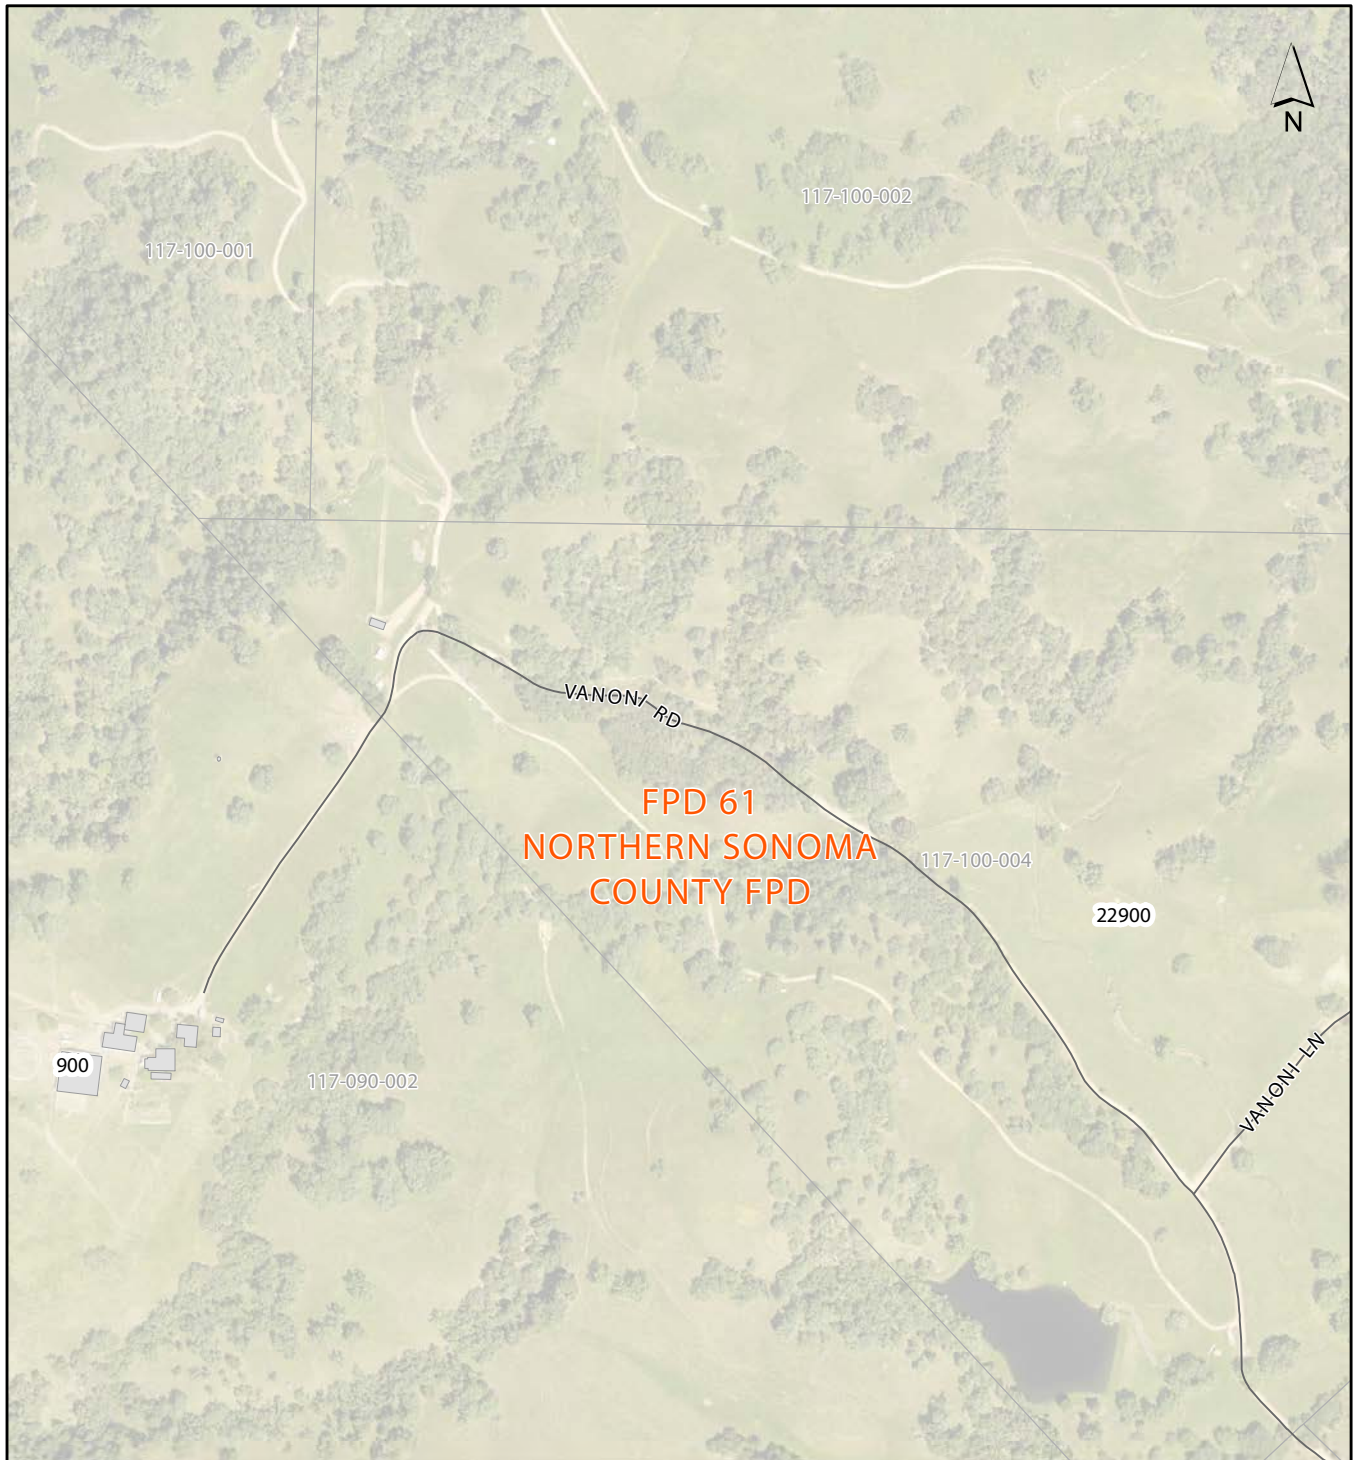 N
117-100-002
117-100-001
VANONI RD
FPD 61
NORTHERN SONOMA
COUNTY FPD
117-100-004
22900
VANONI LN
900
117-090-002